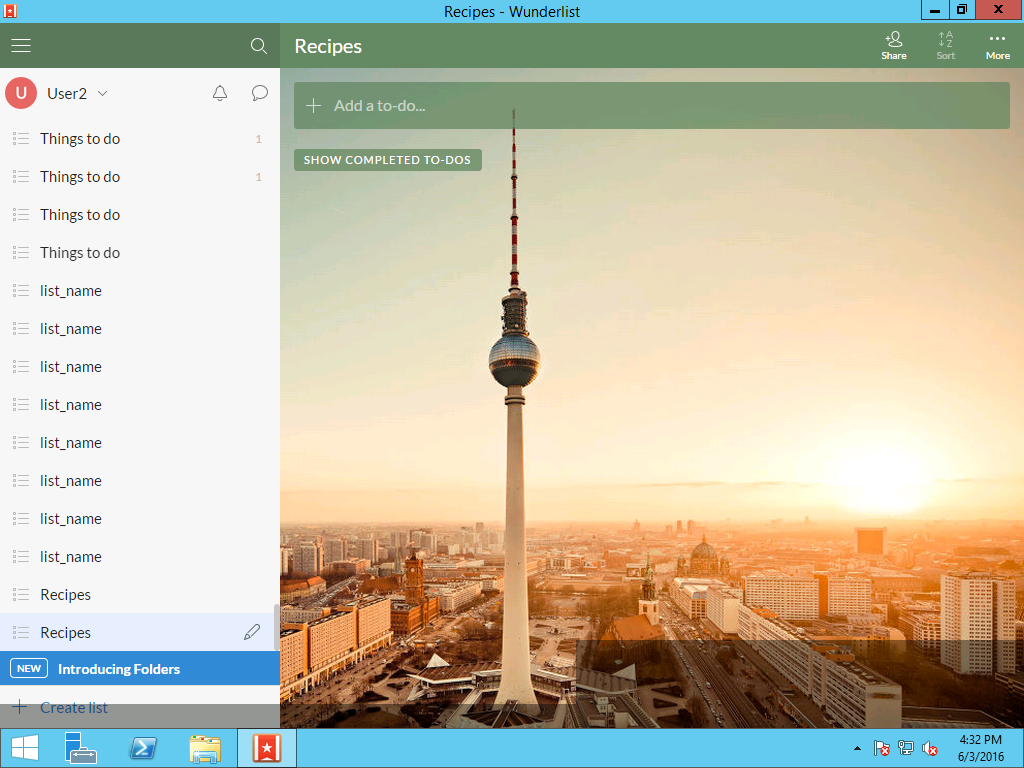 Recipes - Wunderlist
Recipes
Share
Sort
More
U
User2
Add a to-do...
SHOW COMPLETED TO-DOS
Things to do 1
Things to do 1
Things to do
Things to do
list_name
list_name
list_name
list_name
list_name
list_name
list_name
list_name
Recipes
Recipes
NEW Introducing Folders
Create list
4:32 PM
6/3/2016